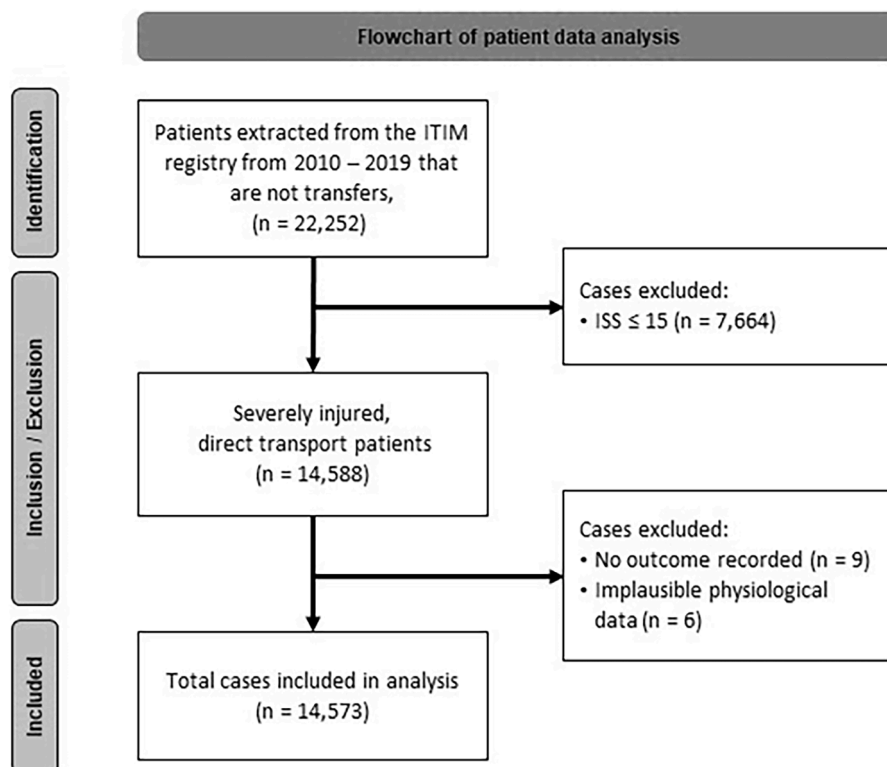 Flowchart of patient data analysis
Identification
Patients extracted from the ITIM
registry from 2010 – 2019 that
are not transfers,
(n = 22,252)
Inclusion / Exclusion
Cases excluded:
• ISS ≤ 15 (n = 7,664)
Severely injured,
direct transport patients
(n = 14,588)
Cases excluded:
• No outcome recorded (n = 9)
• Implausible physiological
data (n = 6)
Included
Total cases included in analysis
(n = 14,573)